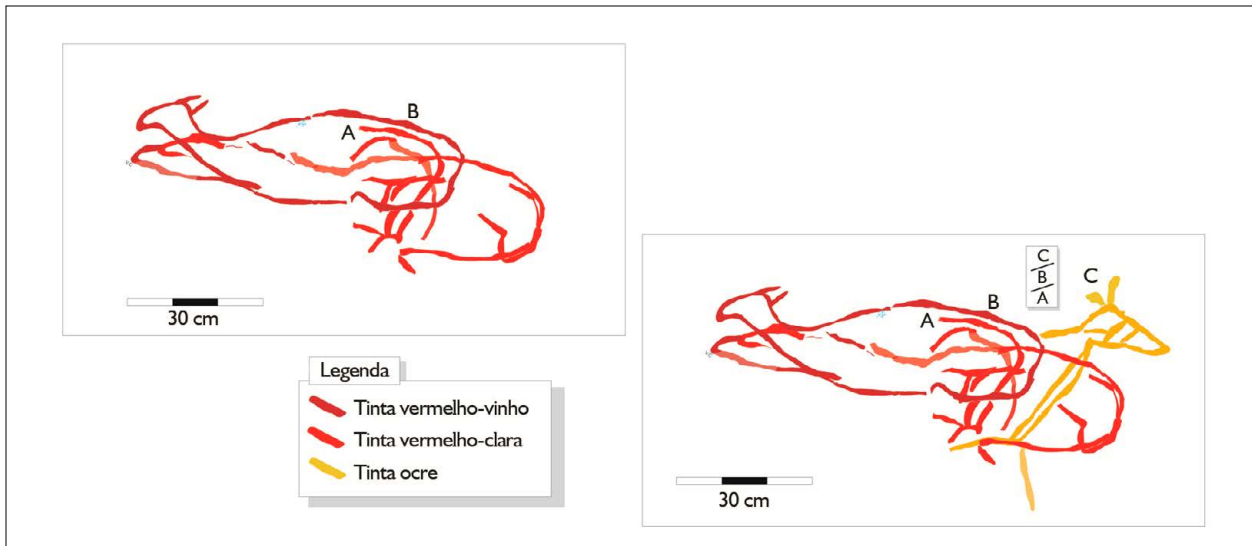 B
A
30 cm
Legenda
Tinta vermelho-vinho
Tinta vermelho-clara
Tinta ocre
C
B
A
C
B
A
30 cm